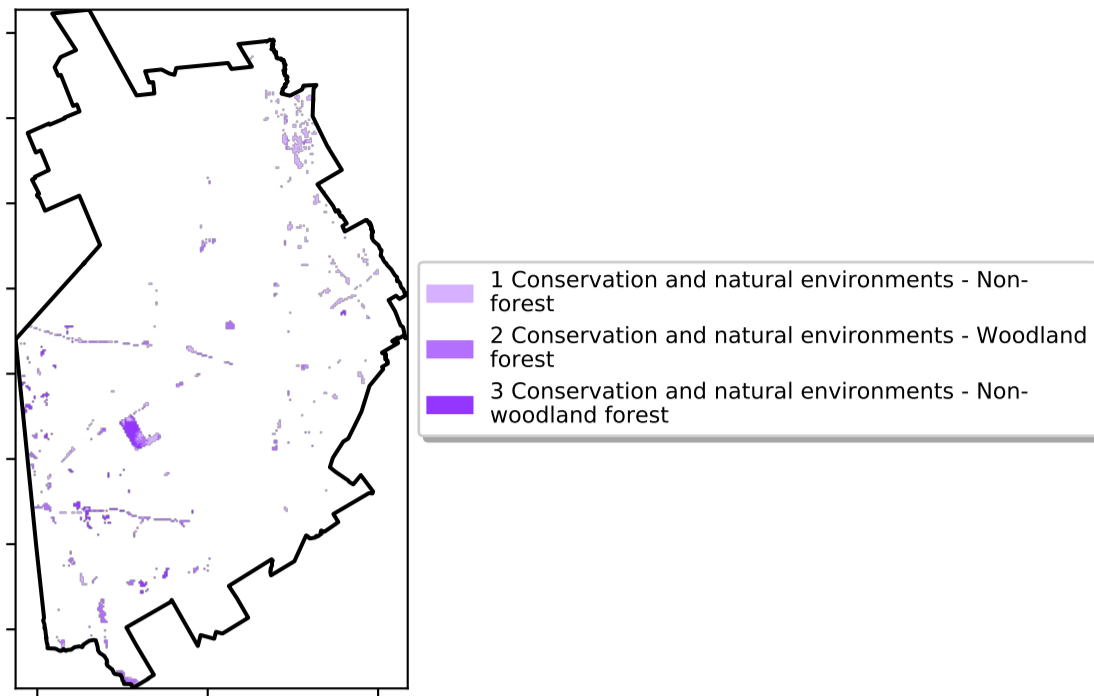 1 Conservation and natural environments - Non-
forest
2 Conservation and natural environments - Woodland
forest
3 Conservation and natural environments - Non-
woodland forest